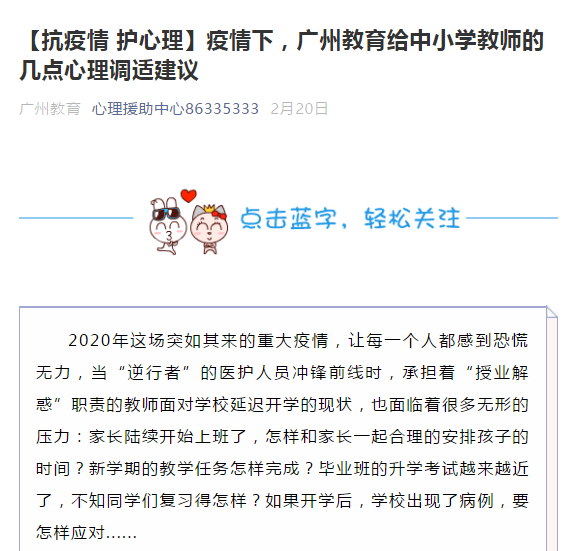 【抗疫情 护心理】疫情下，广州教育给中小学教师的
几点心理调适建议
广州教育 心理援助中心86335333 2月20日
点击蓝字，轻松关注
2020年这场突如其来的重大疫情，让每一个人都感到恐慌
无力，当“逆行者”的医护人员冲锋前线时，承担着“授业解
惑”职责的教师面对学校延迟开学的现状，也面临着很多无形的
压力：家长陆续开始上班了，怎样和家长一起合理的安排孩子的
时间？新学期的教学任务怎样完成？毕业班的升学考试越来越近
了，不知同学们复习得怎样？如果开学后，学校出现了病例，要
怎样应对......